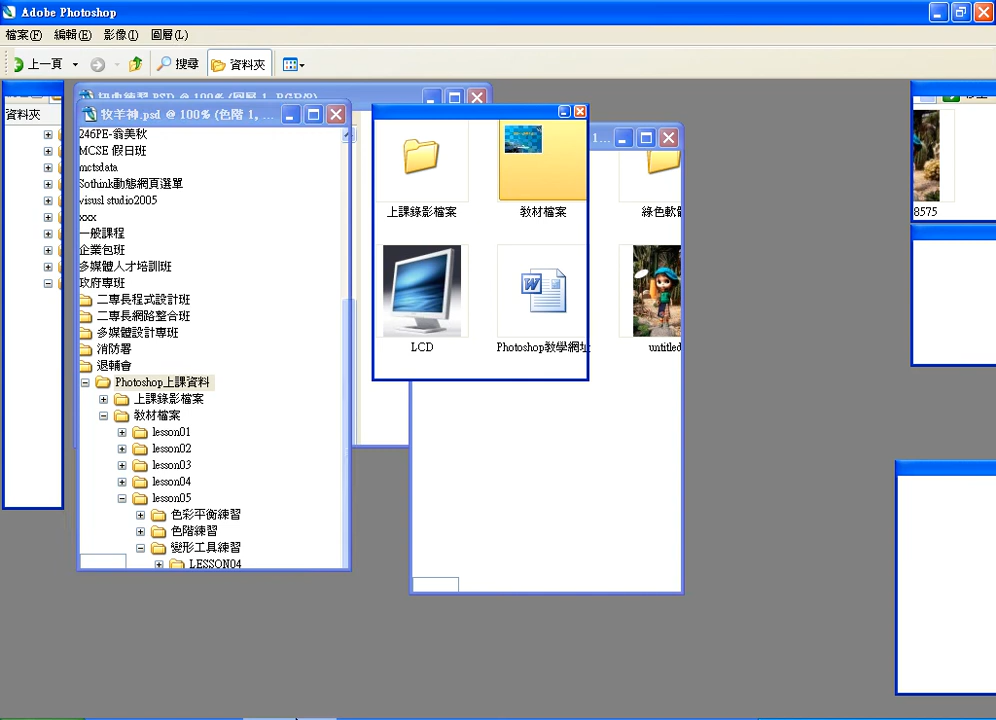 Adobe Photoshop
檔案(F) 編輯(E) 影像(I) 圖層(L)
上一頁 搜尋 資料夾
資料夾
牧羊神.psd @ 100% (色階 1, ...
1...
246PE-翁美秋
MCSE 假日班
mctsdata
Sothink動態網頁選單
visusl studio2005
xxx
一般課程
企業包班
多媒體人才培訓班
政府專班
二專長程式設計班
二專長網路整合班
多媒體設計專班
消防署
退輔會
Photoshop上課資料
上課錄影檔案
教材檔案
lesson01
lesson02
lesson03
lesson04
lesson05
色彩平衡練習
色階練習
變形工具練習
LESSON04
上課錄影檔案
教材檔案
綠色軟體
LCD
Photoshop教學網址
untitled
8575